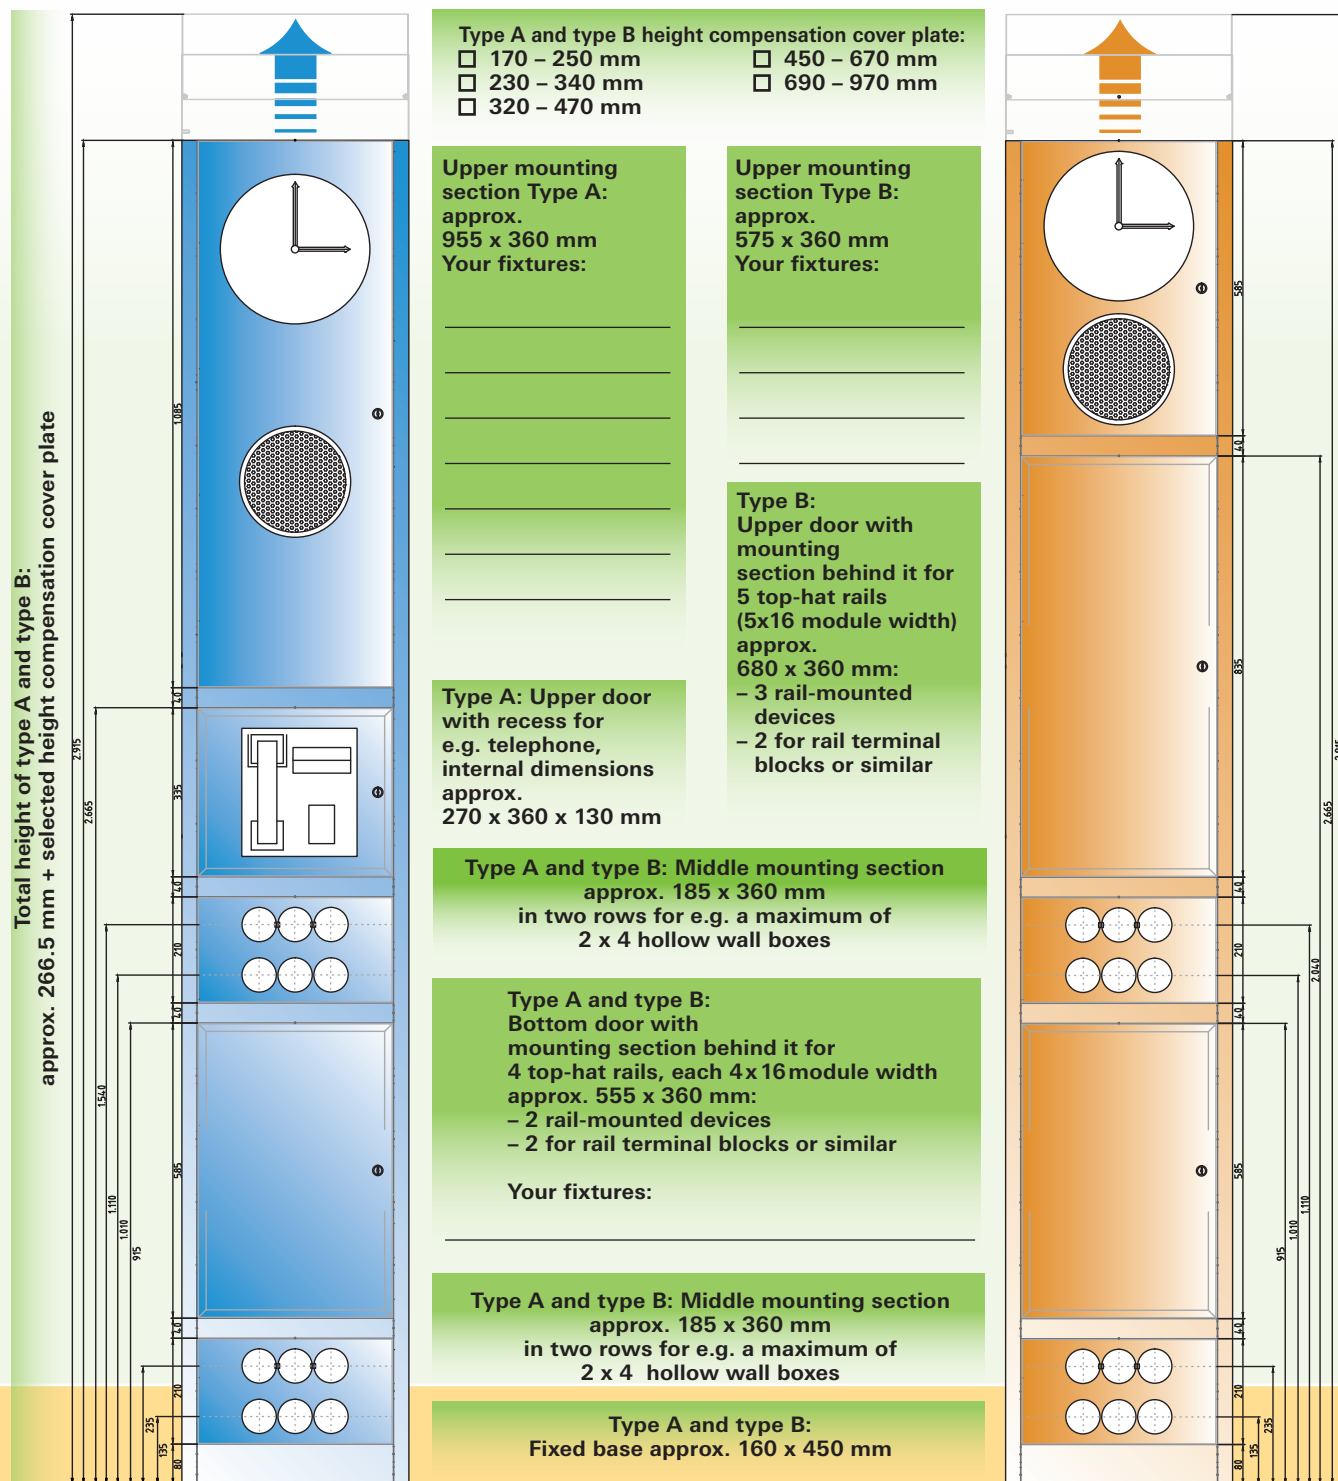 Type A and type B height compensation cover plate:
170 – 250 mm
230 – 340 mm
320 – 470 mm
450 – 670 mm
690 – 970 mm
Upper mounting
section Type A:
approx.
955 x 360 mm
Your fixtures:
Upper mounting
section Type B:
approx.
575 x 360 mm
Your fixtures:
Type B:
Upper door with
mounting
section behind it for
5 top-hat rails
(5x16 module width)
approx.
680 x 360 mm:
– 3 rail-mounted
devices
– 2 for rail terminal
blocks or similar
Type A: Upper door
with recess for
e.g. telephone,
internal dimensions
approx.
270 x 360 x 130 mm
Type A and type B: Middle mounting section
approx. 185 x 360 mm
in two rows for e.g. a maximum of
2 x 4 hollow wall boxes
Type A and type B:
Bottom door with
mounting section behind it for
4 top-hat rails, each 4x16 module width
approx. 555 x 360 mm:
– 2 rail-mounted devices
– 2 for rail terminal blocks or similar
Your fixtures:
Type A and type B: Middle mounting section
approx. 185 x 360 mm
in two rows for e.g. a maximum of
2 x 4 hollow wall boxes
Type A and type B:
Fixed base approx. 160 x 450 mm
Total height of type A and type B:
approx. 266.5 mm + selected height compensation cover plate
2.915
2.665
1.540
1.110
1.010
915
235
135
1.085
40
335
40
210
40
585
40
210
80
585
40
835
40
210
40
585
40
210
80
135
235
915
1.010
1.110
2.040
2.665
2.915